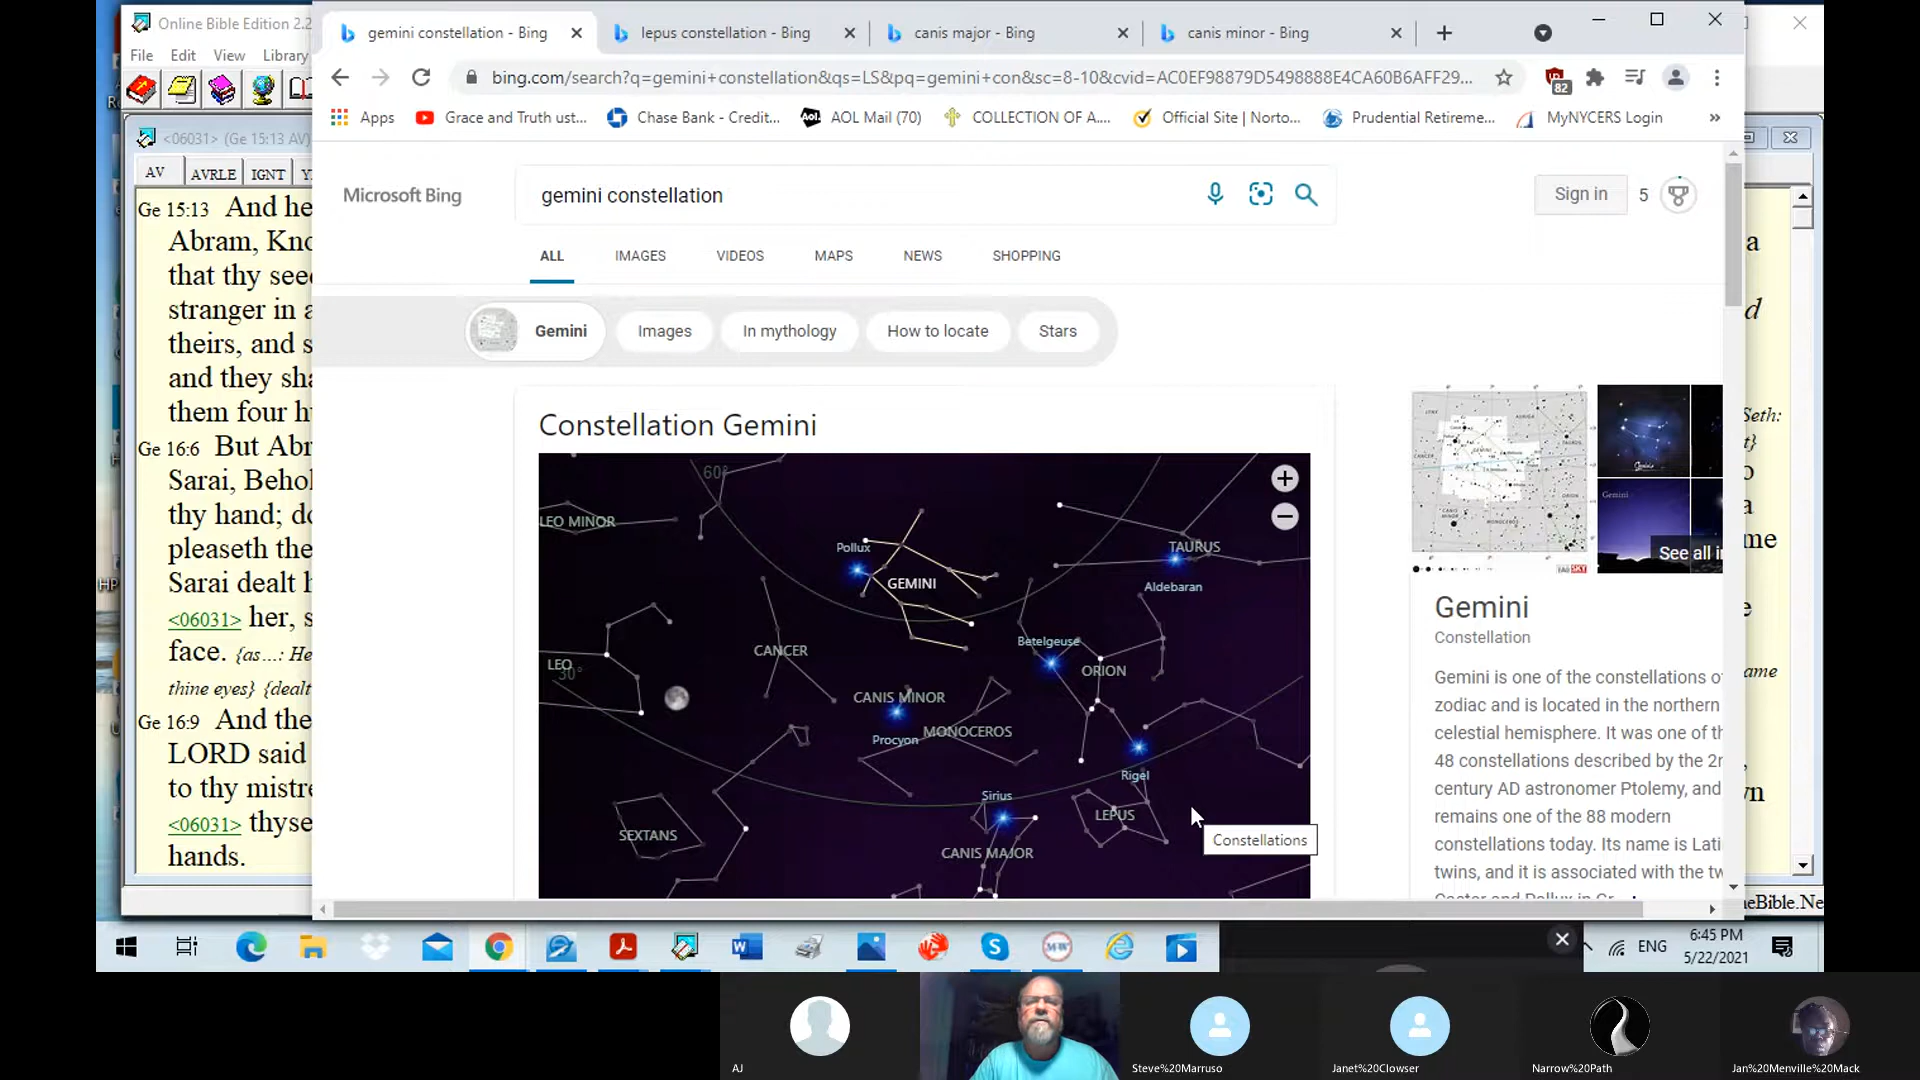 Online Bible Edition 2.2
File Edit View Library
<06031> (Ge 15:13 AV)
AV AVRLE IGNT
Ge 15:13 And he
Abram, Kno
that thy see
stranger in a
theirs, and s
and they sha
them four h
Ge 16:6 But Abr
Sarai, Behol
thy hand; do
pleaseth the
Sarai dealt h
<06031> her, s
face. {as...: He
thine eyes} {dealt
Ge 16:9 And the
LORD said
to thy mistre
<06031> thyse
hands.
gemini constellation - Bing
lepus constellation - Bing
canis major - Bing
canis minor - Bing
bing.com/search?q=gemini+constellation&qs=LS&pq=gemini+con&sc=8-10&cvid=AC0EF98879D5498888E4CA60B6AFF29...
82
Apps
Grace and Truth ust...
Chase Bank - Credit...
Aol.
AOL Mail (70)
COLLECTION OF A....
Official Site | Norto...
Prudential Retireme...
MyNYCERS Login
»
Microsoft Bing
gemini constellation
Sign in
5
ALL IMAGES VIDEOS MAPS NEWS SHOPPING
Gemini Images In mythology How to locate Stars
Constellation Gemini
60°
LEO MINOR
Pollux
GEMINI
TAURUS
Aldebaran
CANCER
Betelgeuse
ORION
LEO
30°
CANIS MINOR
Procyon
MONOCEROS
Rigel
Sirius
LEPUS
SEXTANS
CANIS MAJOR
Constellations
Gemini
See all i
Gemini
Constellation
Gemini is one of the constellations o
zodiac and is located in the northern
celestial hemisphere. It was one of th
48 constellations described by the 2n
century AD astronomer Ptolemy, and
remains one of the 88 modern
constellations today. Its name is Lati
twins, and it is associated with the tw
a
d
Seth:
t}
o
a
me
e
ame
,
n
eBible.Ne
HP
ENG
6:45 PM
5/22/2021
AJ
Steve%20Marruso
Janet%20Clowser
Narrow%20Path
Jan%20Menville%20Mack